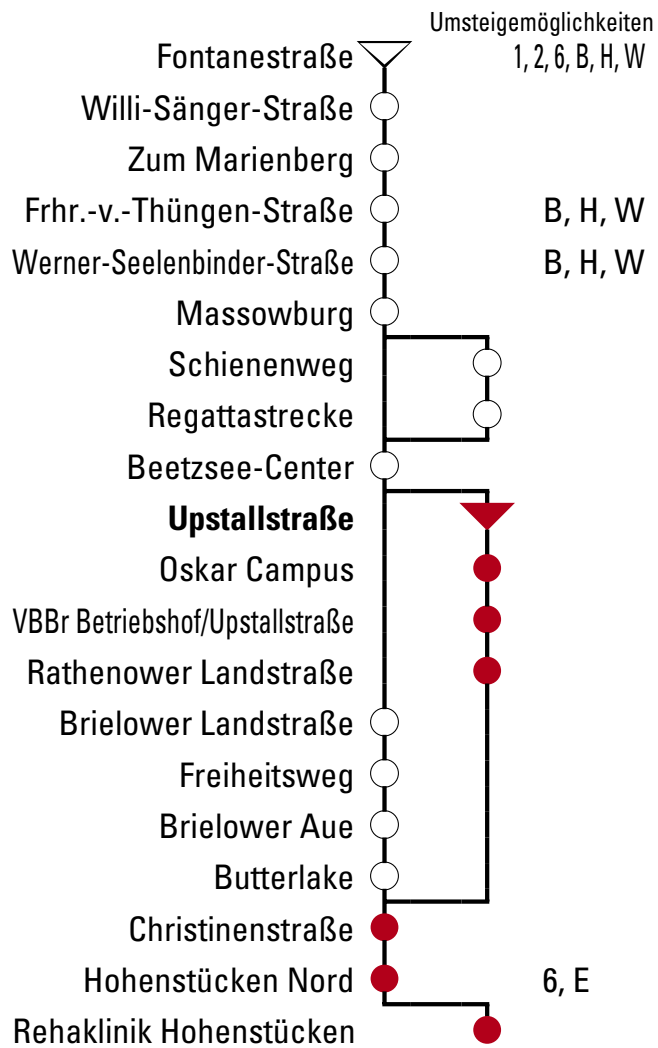 Umsteigemöglichkeiten
Fontanestraße 1, 2, 6, B, H, W
Willi-Sänger-Straße
Zum Marienberg
Frhr.-v.-Thüngen-Straße B, H, W
Werner-Seelenbinder-Straße B, H, W
Massowburg
Schienenweg
Regattastrecke
Beetzsee-Center
Upstallstraße
Oskar Campus
VBBr Betriebshof/Upstallstraße
Rathenower Landstraße
Brielower Landstraße
Freiheitsweg
Brielower Aue
Butterlake
Christinenstraße
Hohenstücken Nord 6, E
Rehaklinik Hohenstücken